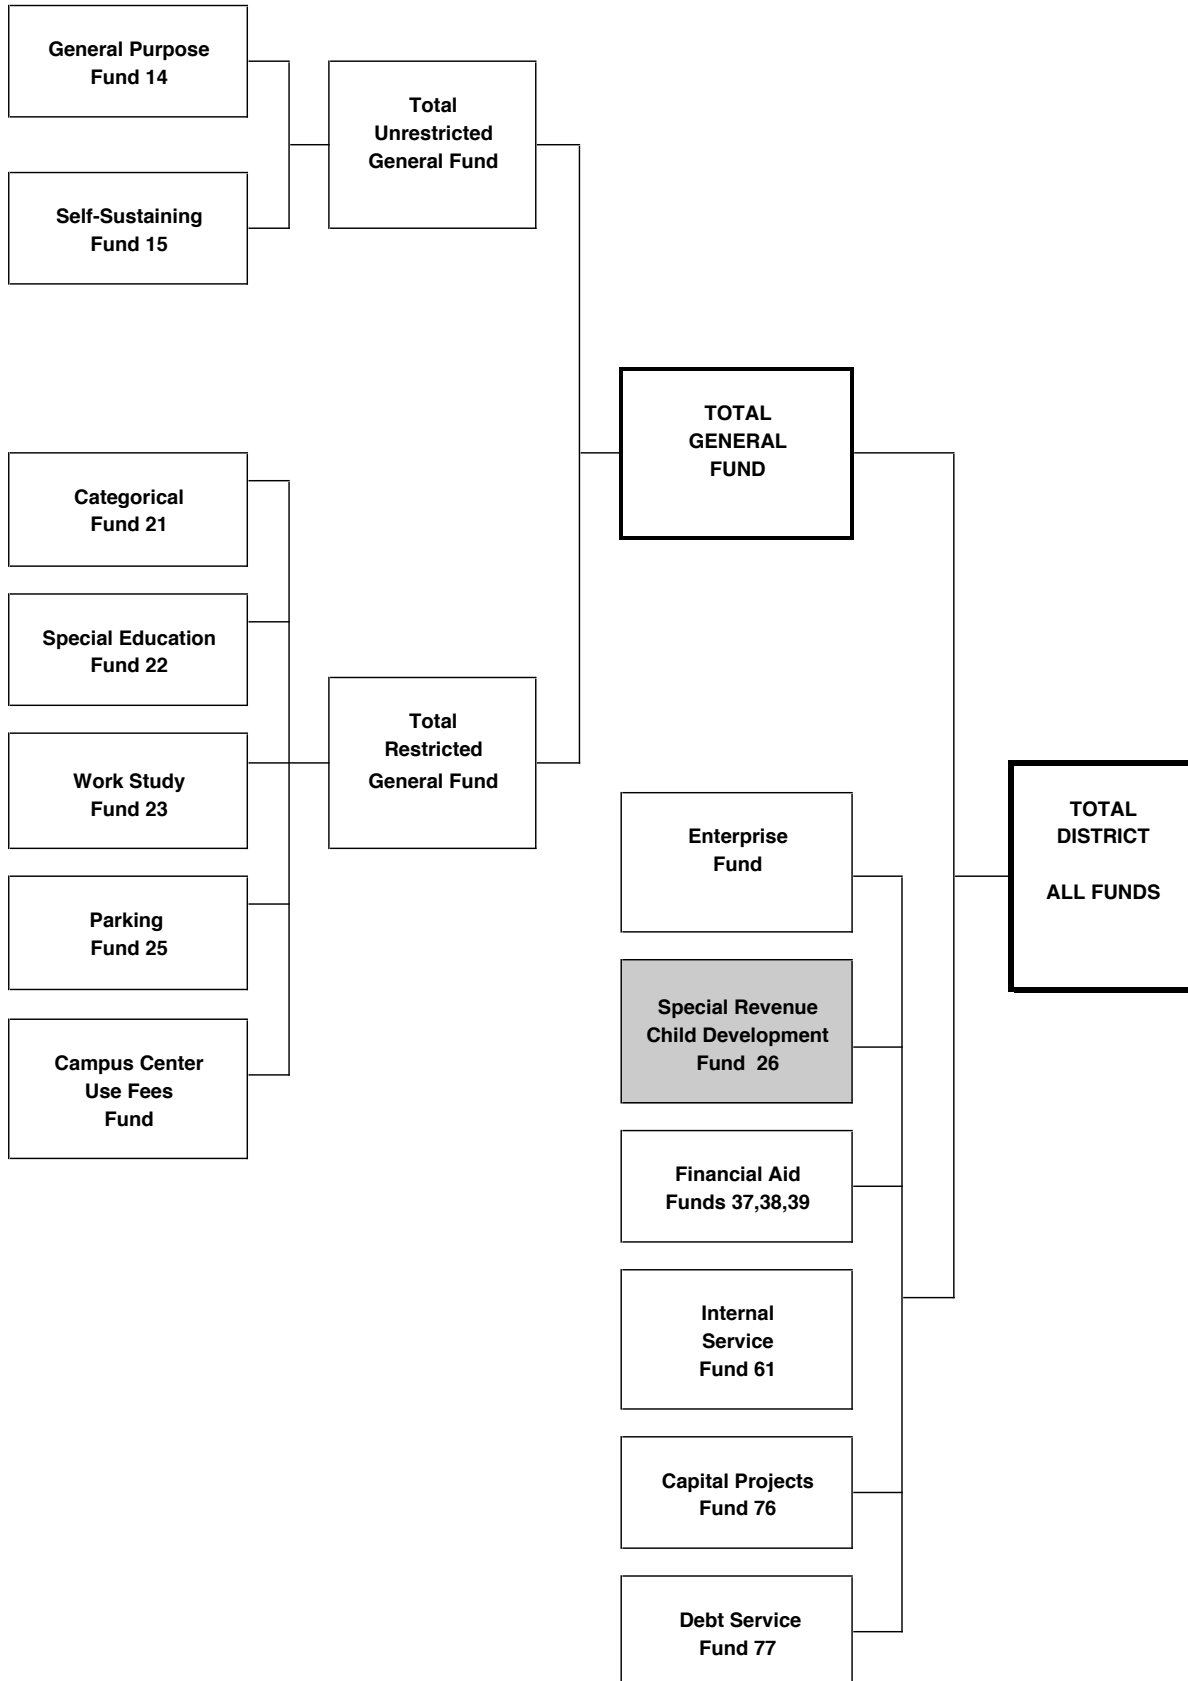 General Purpose
Fund 14
Total
Unrestricted
General Fund
Self-Sustaining
Fund 15
TOTAL
GENERAL
FUND
Categorical
Fund 21
Special Education
Fund 22
Total
Restricted
General Fund
Work Study
Fund 23
Parking
Fund 25
Campus Center
Use Fees
Fund
Enterprise
Fund
TOTAL
DISTRICT
ALL FUNDS
Special Revenue
Child Development
Fund  26
Financial Aid
Funds 37,38,39
Internal
Service
Fund 61
Capital Projects
Fund 76
Debt Service
Fund 77